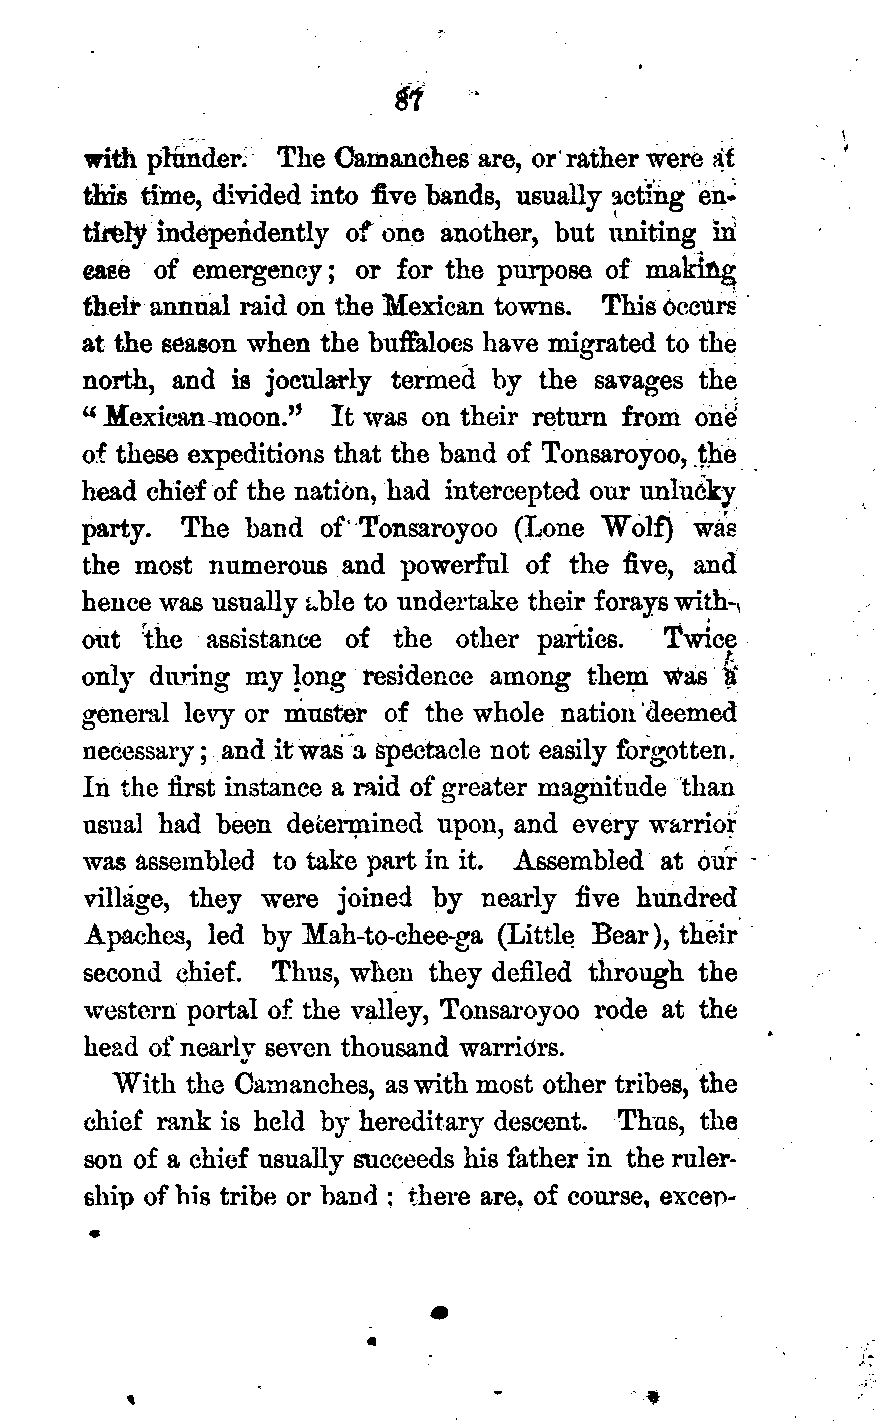 87
with plunder. The Camanches are, or rather were at
this time, divided into five bands, usually acting en-
tirely independently of one another, but uniting in
case of emergency; or for the purpose of making
their annual raid on the Mexican towns. This occurs
at the season when the buffaloes have migrated to the
north, and is jocularly termed by the savages the
“Mexican moon.” It was on their return from one
of these expeditions that the band of Tonsaroyoo, the
head chief of the nation, had intercepted our unlucky
party. The band of Tonsaroyoo (Lone Wolf) was
the most numerous and powerful of the five, and
hence was usually able to undertake their forays with-
out the assistance of the other parties. Twice
only during my long residence among them was a
general levy or muster of the whole nation deemed
necessary; and it was a spectacle not easily forgotten.
In the first instance a raid of greater magnitude than
usual had been determined upon, and every warrior
was assembled to take part in it. Assembled at our
village, they were joined by nearly five hundred
Apaches, led by Mah-to-chee-ga (Little Bear), their
second chief. Thus, when they defiled through the
western portal of the valley, Tonsaroyoo rode at the
head of nearly seven thousand warriors.
With the Camanches, as with most other tribes, the
chief rank is held by hereditary descent. Thus, the
son of a chief usually succeeds his father in the ruler-
ship of his tribe or band; there are, of course, excep-